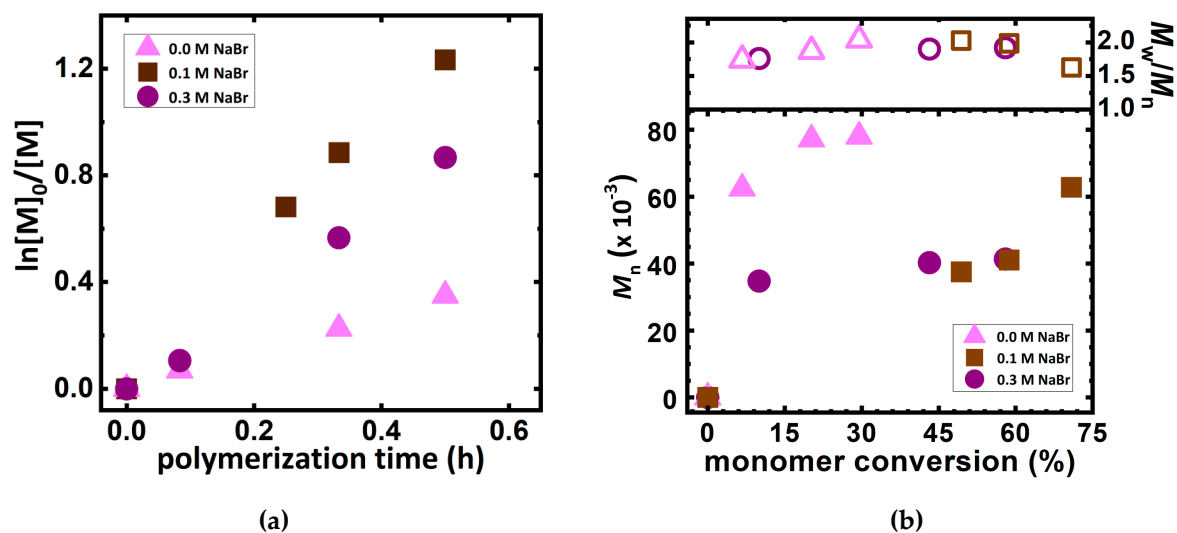 0.0 M NaBr
0.1 M NaBr
0.3 M NaBr
1.2
0.8
0.4
0.0
ln[M]0/[M]
0.0 0.2 0.4 0.6
polymerization time (h)
(a)
2.0
1.5
1.0
Mw/Mn
80
60
40
20
0
Mn (x 10-3)
0.0 M NaBr
0.1 M NaBr
0.3 M NaBr
0 15 30 45 60 75
monomer conversion (%)
(b)